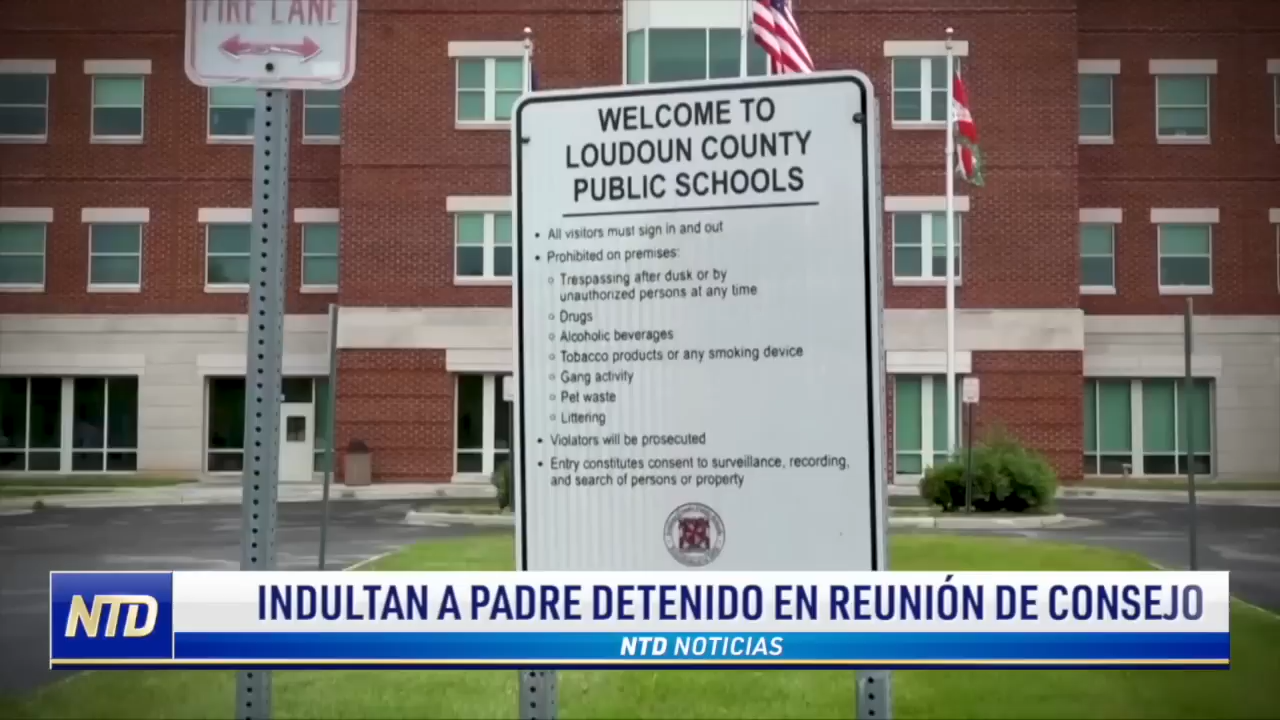 FIRE LANE
WELCOME TO
LOUDOUN COUNTY
PUBLIC SCHOOLS
• All visitors must sign in and out
• Prohibited on premises:
○ Trespassing after dusk or by
unauthorized persons at any time
○ Drugs
○ Alcoholic beverages
○ Tobacco products or any smoking device
○ Gang activity
○ Pet waste
○ Littering
• Violators will be prosecuted
• Entry constitutes consent to surveillance, recording,
and search of persons or property
NTD
INDULTAN A PADRE DETENIDO EN REUNIÓN DE CONSEJO
NTD NOTICIAS